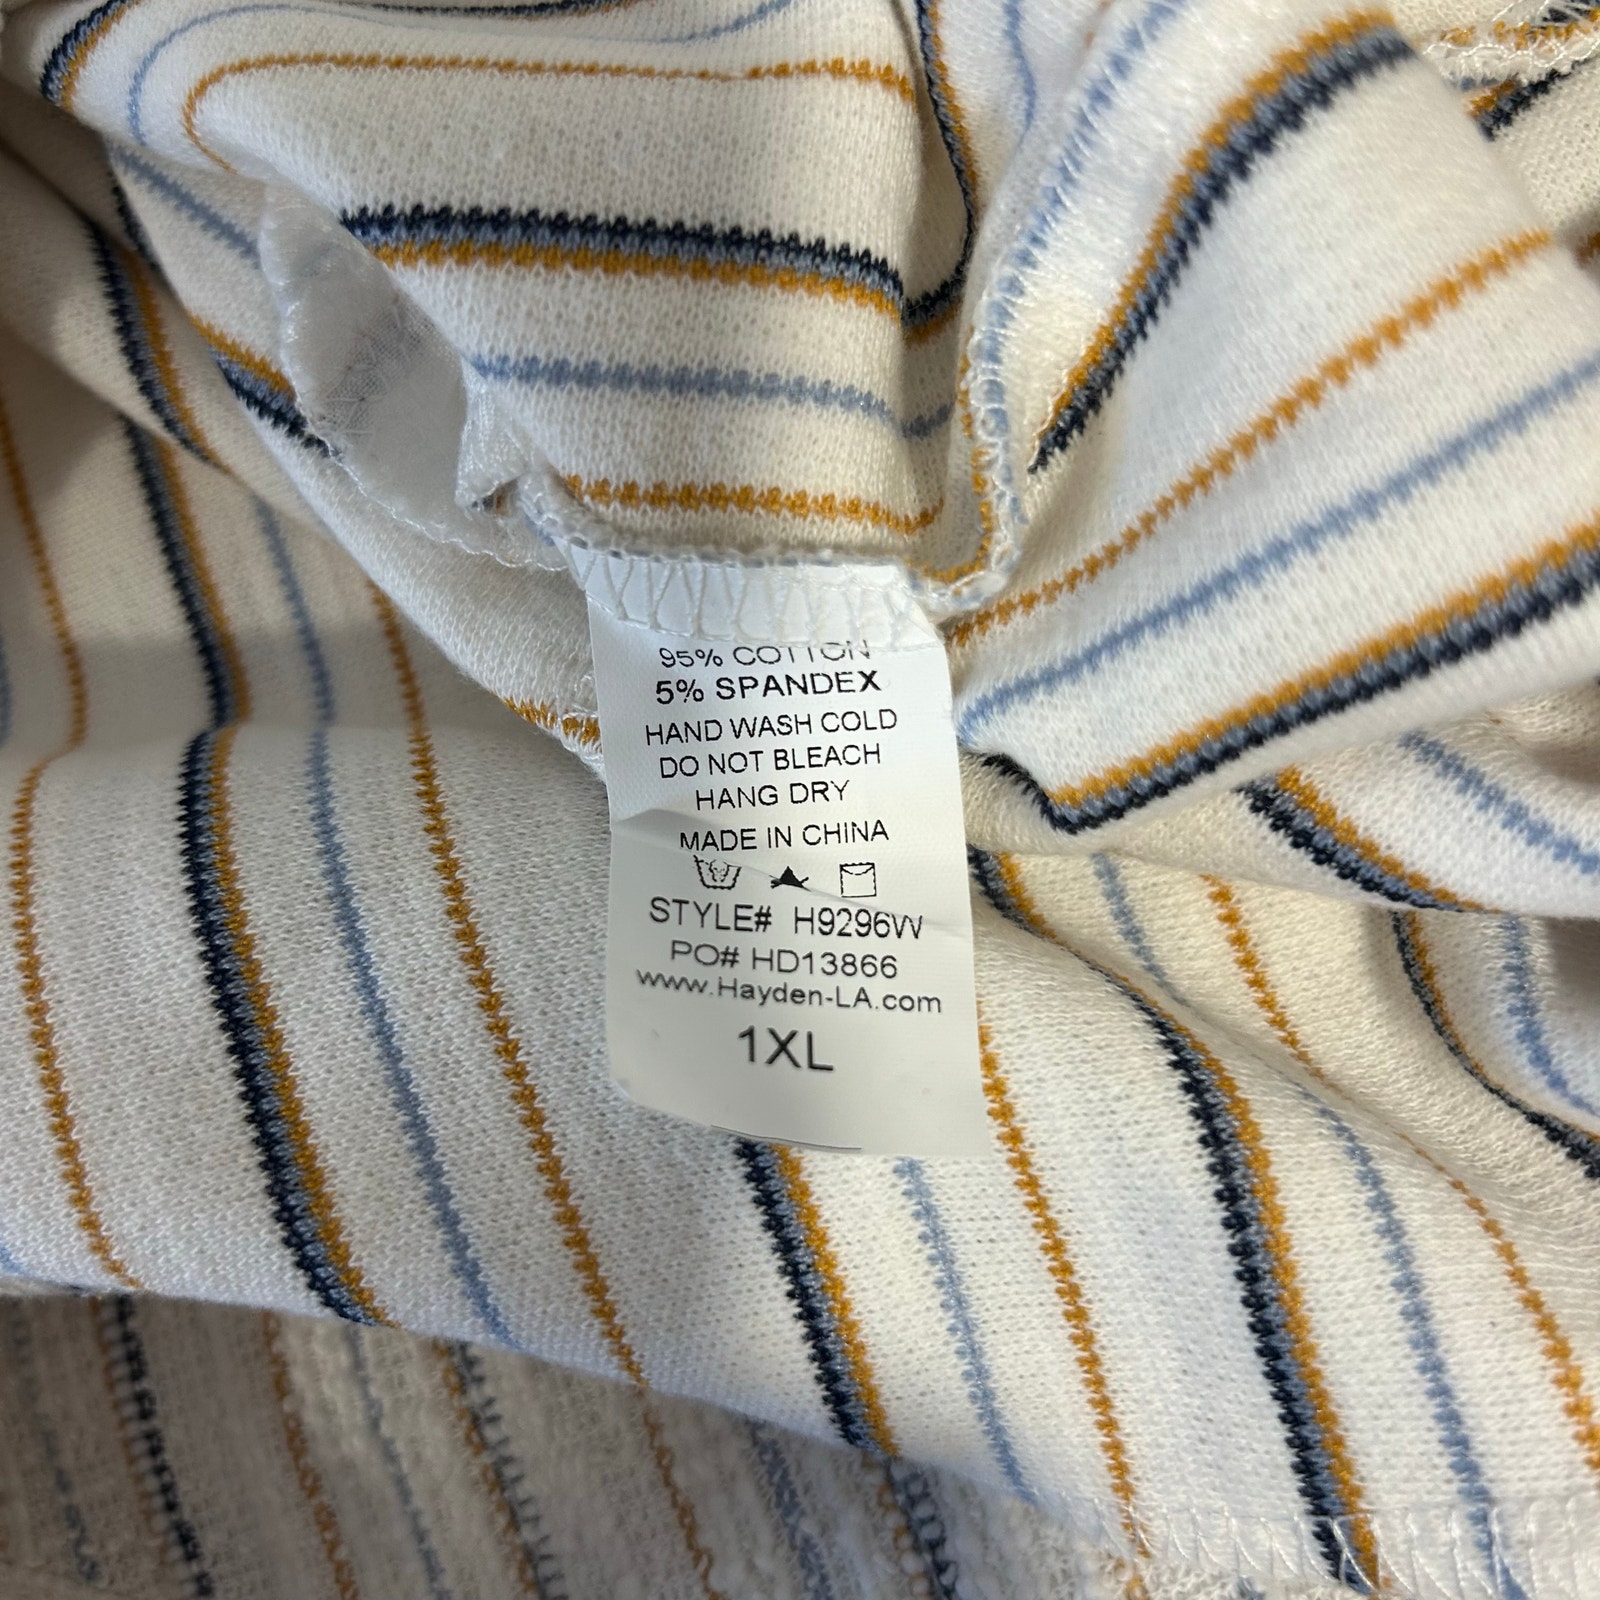 95% COTTON
5% SPANDEX
HAND WASH COLD
DO NOT BLEACH
HANG DRY
MADE IN CHINA
STYLE# H9296W
PO# HD13866
www.Hayden-LA.com
1XL